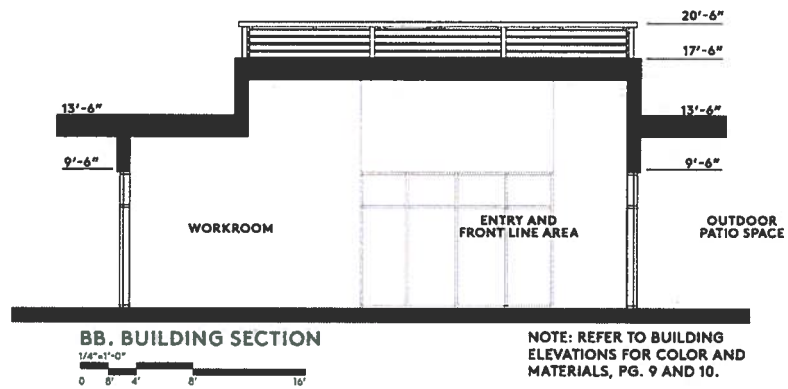 20'-6"
17'-6"
13'-6"
13'-6"
9'-6"
9'-6"
WORKROOM
ENTRY AND
FRONT LINE AREA
OUTDOOR
PATIO SPACE
BB. BUILDING SECTION
1/4"=1'-0"
0 8' 4' 8' 16'
NOTE: REFER TO BUILDING
ELEVATIONS FOR COLOR AND
MATERIALS, PG. 9 AND 10.